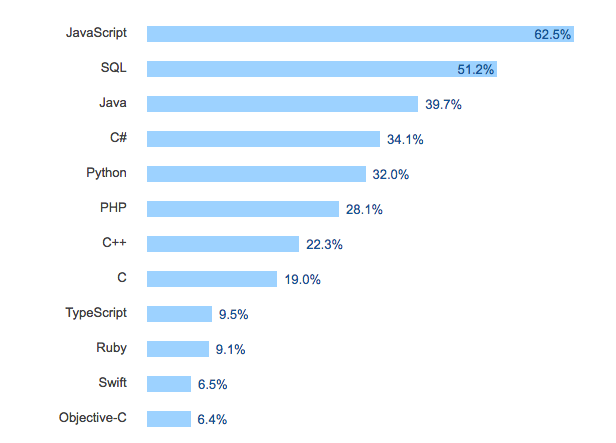 JavaScript 62.5%
SQL 51.2%
Java 39.7%
C# 34.1%
Python 32.0%
PHP 28.1%
C++ 22.3%
C 19.0%
TypeScript 9.5%
Ruby 9.1%
Swift 6.5%
Objective-C 6.4%